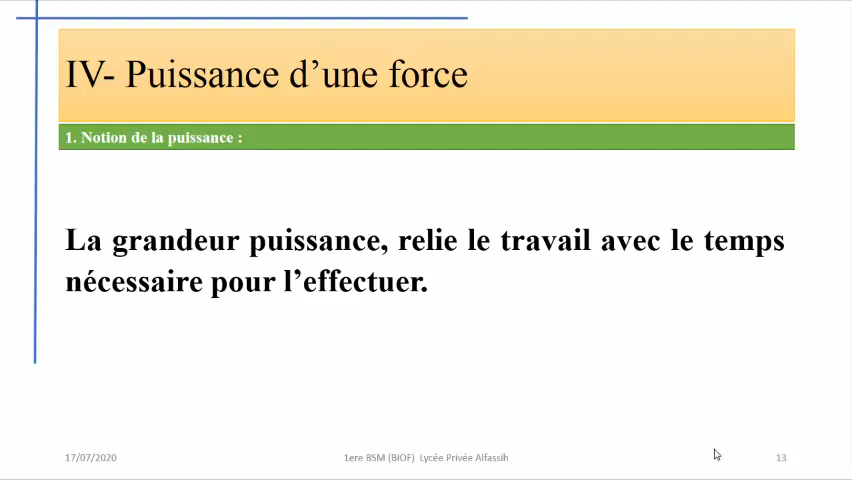 IV- Puissance d’une force
1. Notion de la puissance :
La grandeur puissance, relie le travail avec le temps
nécessaire pour l’effectuer.
17/07/2020
1ere BSM (BIOF) Lycée Privée Alfassih
13